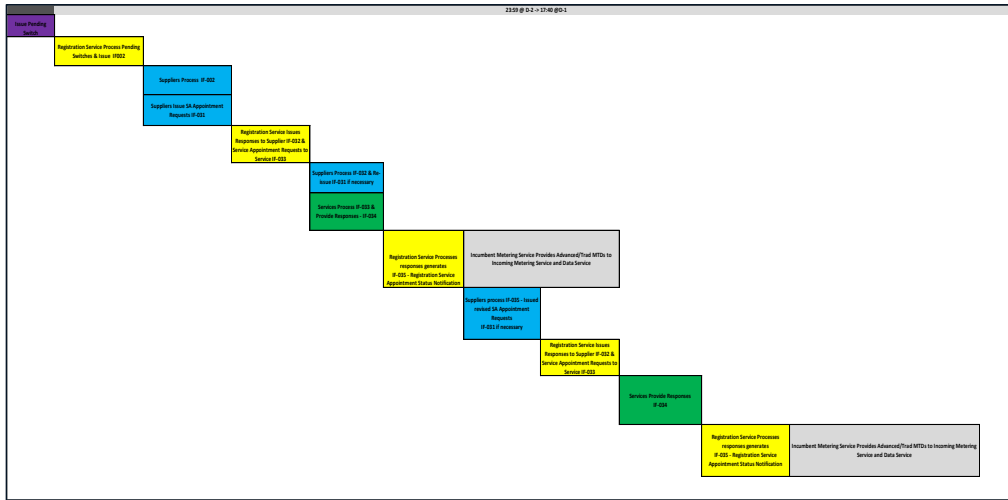 23:59 @ D-2 -> 17:40 @D-1
Issue Pending
Switch
Registration Service Process Pending
Switches & Issue IF002
Suppliers Process IF-002
Suppliers Issue SA Appointment
Requests IF-031
Registration Service Issues
Responses to Supplier IF-032 &
Service Appointment Requests to
Service IF-033
Suppliers Process IF-032 & Re-
issue IF-031 if necessary
Services Process IF-033 &
Provide Responses - IF-034
Registration Service Processes
responses generates
IF-035 - Registration Service
Appointment Status Notification
Incumbent Metering Service Provides Advanced/Trad MTDs to
Incoming Metering Service and Data Service
Suppliers process IF-035 - Issued
revised SA Appointment
Requests
IF-031 if necessary
Registration Service Issues
Responses to Supplier IF-032 &
Service Appointment Requests to
Service IF-033
Services Provide Responses
IF-034
Registration Service Processes
responses generates
IF-035 - Registration Service
Appointment Status Notification
Incumbent Metering Service Provides Advanced/Trad MTDs to Incoming Metering
Service and Data Service